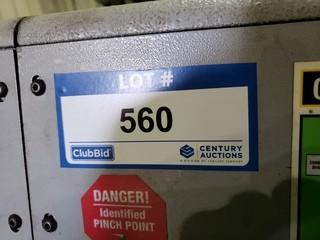 LOT #
560
ClubBid
CENTURY
AUCTIONS
DANGER!
Identified
PINCH POINT